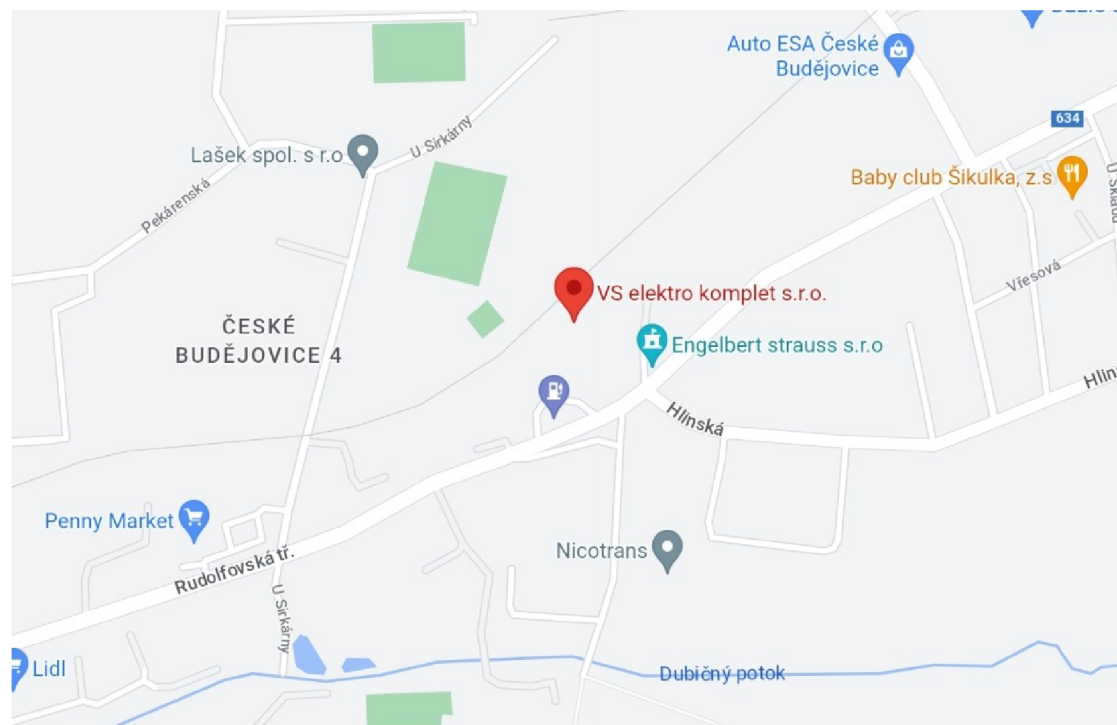 Auto ESA České
Budějovice
634
U Sirkárny
Lašek spol. s r.o
Baby club Šikulka, z.s
Pekárenská
Vřesová
VS elektro komplet s.r.o.
ČESKÉ
BUDĚJOVICE 4
Engelbert strauss s.r.o
Hlinská
Penny Market
Nicotrans
Rudolfovská tř.
U Sirkárny
Lidl
Dubičný potok